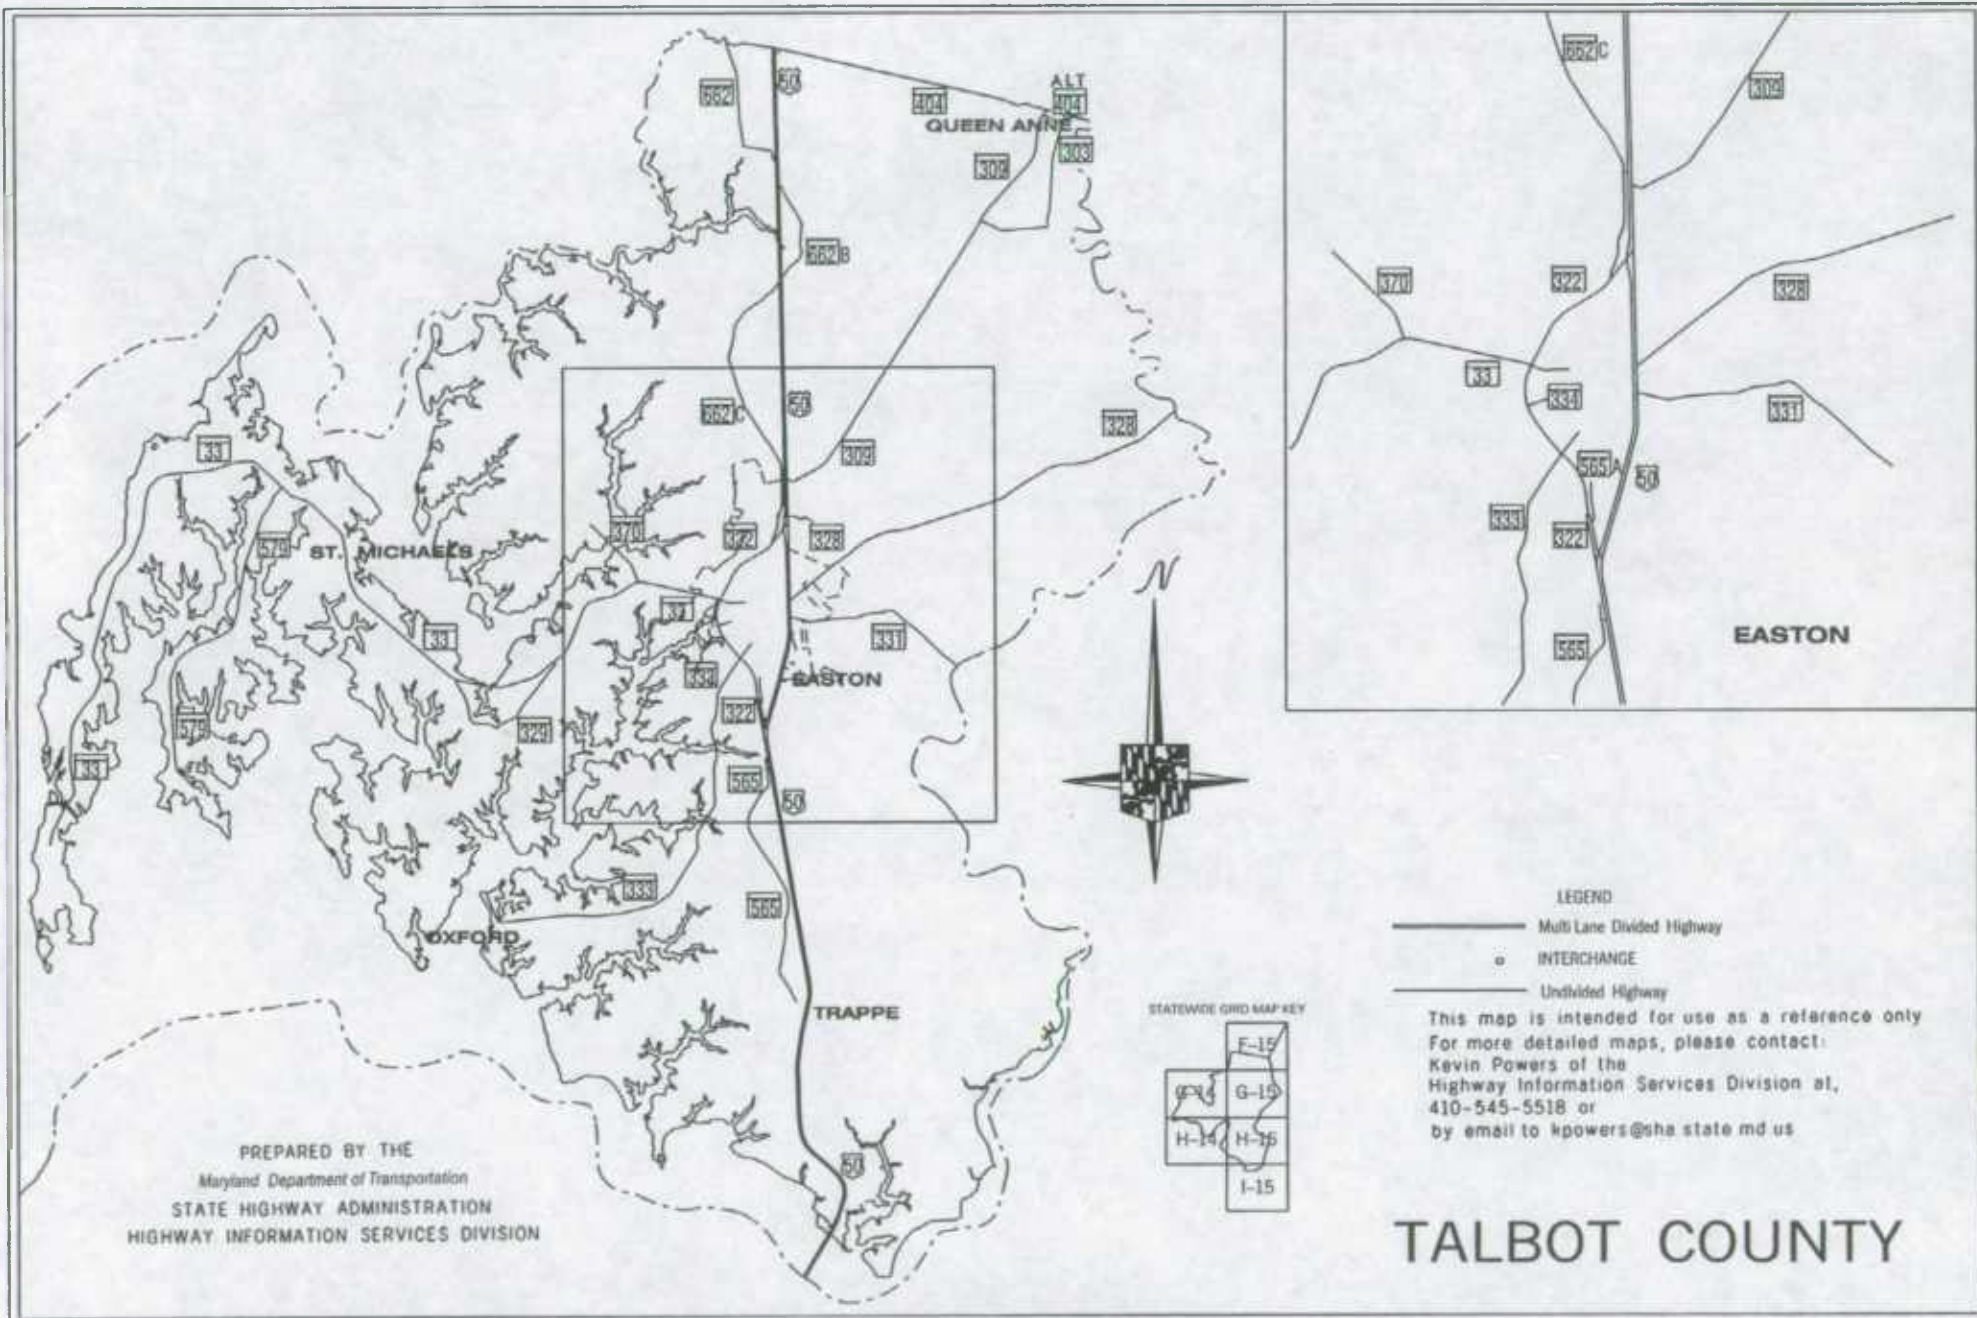 662
50
404
ALT
404
QUEEN ANNE
303
309
662 B
662 C
50
309
328
33
579
ST. MICHAELS
370
322
328
33
33
331
334
EASTON
579
329
322
33
565
50
333
565
OXFORD
TRAPPE
50
662 C
309
370
322
328
33
334
331
565 A
50
333
322
565
EASTON
LEGEND
Multi Lane Divided Highway
INTERCHANGE
Undivided Highway
This map is intended for use as a reference only
For more detailed maps, please contact:
Kevin Powers of the
Highway Information Services Division at,
410-545-5518 or
by email to kpowers@sha state md us
STATEWIDE GRID MAP KEY
F-15
G-14
G-15
H-14
H-15
I-15
PREPARED BY THE
Maryland Department of Transportation
STATE HIGHWAY ADMINISTRATION
HIGHWAY INFORMATION SERVICES DIVISION
TALBOT COUNTY